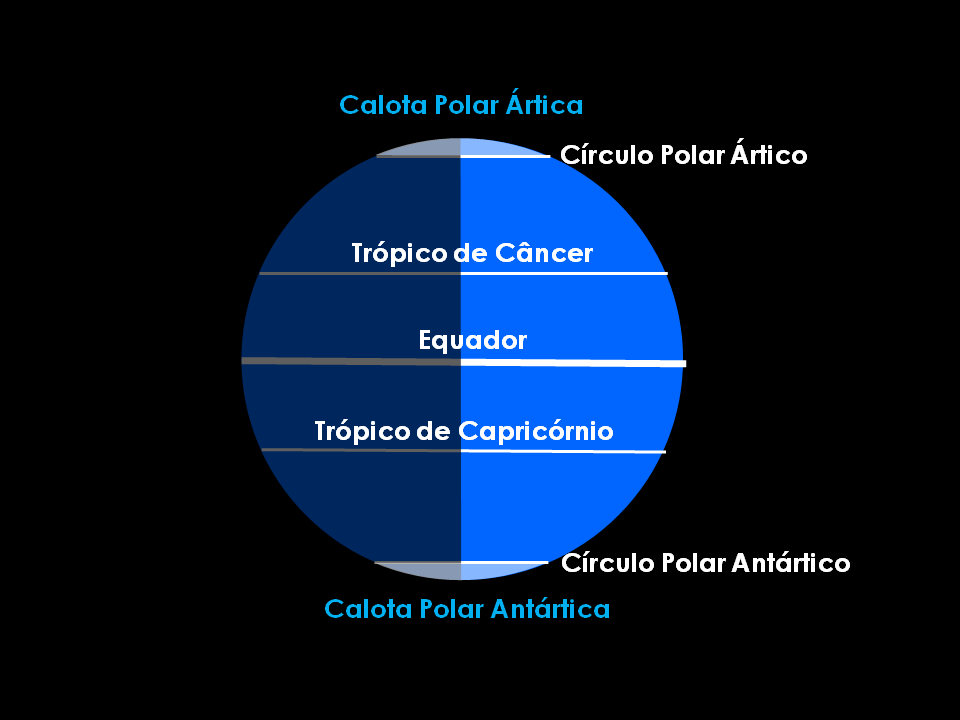 Calota Polar Ártica
Círculo Polar Ártico
Trópico de Câncer
Equador
Trópico de Capricórnio
Círculo Polar Antártico
Calota Polar Antártica